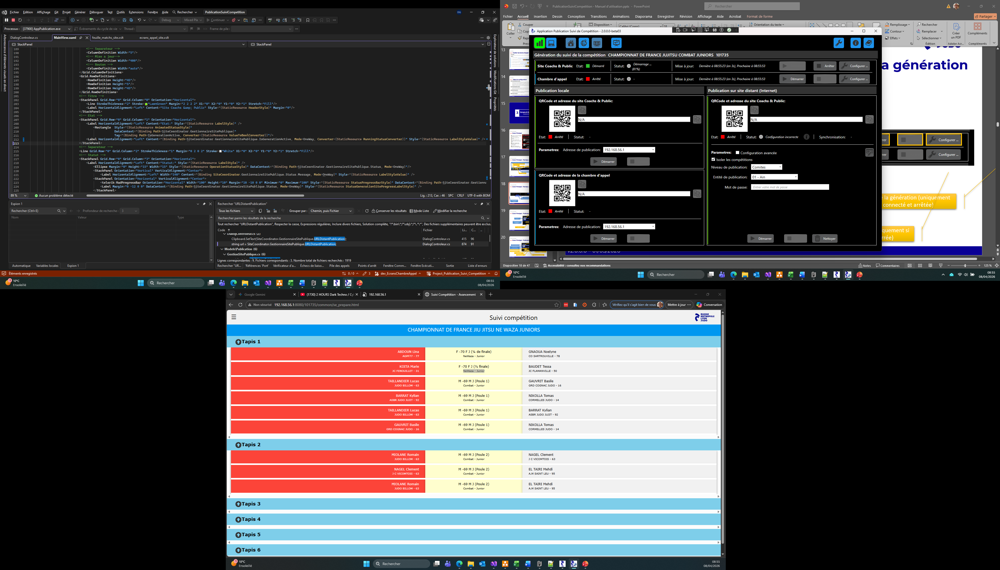 Fichier Edition Affichage Git Projet Générer Déboguer Test Outils Extensions Fenêtre Aide Rechercher PublicationSuiviCompetition DG
Debug Mixed Pla Continuer
Processus : [37900] AppPublication.exe Événements du cycle de vie Thread : Frame de pile :
DialogControleur.cs MainView.xaml feuille_matchs_site.xslt ecrans_appel_site.xslt
StackPanel StackPanel
Arborescence d'éléments visuels en direct
Explorateur de solutions Modifications Git Propriétés
189 <!-- Separateur -->
190 <ColumnDefinition Width="5"/>
191 <!-- Mise a jour-->
192 <ColumnDefinition Width="400"/>
193 <!-- Bouton -->
194 <ColumnDefinition Width="auto"/>
195 </Grid.ColumnDefinitions>
196 <Grid.RowDefinitions>
197 <RowDefinition Height="45"/>
198 <RowDefinition Height="5"/>
199 <RowDefinition Height="45"/>
200 </Grid.RowDefinitions>
201 <!-- Titre -->
202 <StackPanel Grid.Row="0" Grid.Column="0" Orientation="Horizontal">
203 <Line StrokeThickness="2" Stroke="LawnGreen" Margin="2 2 2 2" X1="0" X2="0" Y1="0" Y2="1" Stretch="Fill"/>
204 <Label HorizontalAlignment="Left" Content="Site Coachs &amp; Public" Style="{StaticResource HeaderStyle}" Margin="0"/>
205 </StackPanel>
206 <!-- Etat -->
207 <StackPanel Grid.Row="0" Grid.Column="1" Orientation="Horizontal">
208 <Label HorizontalAlignment="Left" Content="Etat:" Style="{StaticResource LabelStyle}" />
209 <Rectangle Style="{StaticResource AnimatedStatusStyle}"
210 DataContext="{Binding Path=SiteCoordinator.GestionnaireSitePublique}"
211 Tag="{Binding Path=IsGenerationActive, Converter={StaticResource ValueToBoolConverter}}"/>
212 <Label HorizontalAlignment="Left" Content="{Binding Path=SiteCoordinator.GestionnaireSitePublique.IsGenerationActive, Mode=OneWay, Converter={StaticResource RunningStatusConverter}}" Style="{StaticResource LabelStyleValue}" />
213 </StackPanel>
214 <!-- Separateur -->
215 <Line Grid.Row="0" Grid.Column="2" StrokeThickness="1" Margin="0 2 0 2" Stroke="White" X1="0" X2="0" Y1="0" Y2="1" Stretch="Fill"/>
216 <!-- Statut -->
217 <StackPanel Grid.Row="0" Grid.Column="3" Orientation="Horizontal">
218 <Label HorizontalAlignment="Left" Content="Statut:" Style="{StaticResource LabelStyle}" />
219 <Ellipse Margin="0" Height="15" Width="15" Style="{StaticResource OperationStatusStyle}" DataContext="{Binding Path=SiteCoordinator.GestionnaireSitePublique.Status, Mode=OneWay}"/>
220 <StackPanel Orientation="Vertical" VerticalAlignment="Center">
221 <Label HorizontalAlignment="Left" Width="140" Content="{Binding SiteCoordinator.GestionnaireSitePublique.Status.Message, Mode=OneWay}" Style="{StaticResource LabelStyleValue}" />
222 <StackPanel Orientation="Horizontal" VerticalAlignment="Center">
223 <telerik:RadProgressBar Orientation="Horizontal" Width="100" Height="10" Margin="10 -10 0 0" Minimum="0" Maximum="100" Style="{StaticResource StatusProgressBarStyle}" DataContext="{Binding Path=SiteCoordinator.Gestionna
224 <Label Margin="0 -12 0 0" DataContext="{Binding Path=SiteCoordinator.GestionnaireSitePublique.Status, Mode=OneWay}" Style="{StaticResource StatusGenerationSiteProgressLabelStyle}" />
225 </StackPanel>
89 % Aucun problème détecté Lig. : 213, Car. : 46 SPC CRLF UTF-8 with BOM
Espion 1
Rechercher (Ctrl+E) Profondeur de recherche : 3
Nom Valeur Type
Automatique Variables locales Espion 1
Rechercher "URLDistantPublication"
Tous les fichiers Grouper par : Chemin, puis Fichier Conserver les résultats Mode Liste Modifier la recherche
Rechercher parmi les résultats de la recherche
Tout rechercher "URLDistantPublication", Respecter la casse, Expressions régulières, Inclure divers fichiers, Solution complète, "!*\bin\*;!*\obj\*;!*\.*\*", Des fichiers supplémentaires peuvent être exclus.
Code Fichier Li... C... ..
DialogControleur.cs (2)
Clipboard.SetText(SiteCoordinator.GestionnaireSitePublique.URLDistantPublication); DialogControleur.cs 415 96
string url = SiteCoordinator.GestionnaireSitePublique.URLDistantPublication; DialogControleur.cs 874 91
Models\Publication (6)
GestionSitePublique.cs (6)
Lignes correspondantes : 9. Fichiers correspondants : 3. Nombre total de fichiers recherchés : 1919
Rechercher "UR... 'Références 'Port' Vérificateur d'a... Échecs de liaiso... Pile des appels Points d'arrêt Fenêtre Comm... Fenêtre Exécuti... Sortie Liste d'erreurs
Éléments enregistrés 0 / 0 3 dev_EcransChambreAppel Project_Publication_Suivi_Competition
1 10°C
Ensoleillé
Rechercher
08:55
08/04/2026
PublicationSuiviCompetition - Manuel d'utilisation.pptx - PowerPoint Rechercher
Fichier Accueil Insertion Dessin Conception Transitions Animations Diaporama Enregistrer Révision Affichage Aide Acrobat Format de forme Partager
Coller Couper Disposition Calibri (Corps) 18 Orientation du texte Remplissage Contour Effets Rechercher Remplacer Sélectionner Édition Créer un PDF Adobe Acr... Compléments Compléments
13
14
15
16
17
18
19
20
a génération
Configurer ...
Configurer ...
la génération (uniquement
connecté et arrêtée)
Application Publication Suivi de Compétition - 2.0.0.0-beta03
Génération du suivi de la compétition CHAMPIONNAT DE FRANCE JUJITSU COMBAT JUNIORS 101735
Site Coachs & Public Etat: Démarré Statut: Démarrage ... (81%) Mise à jour: Dernière à 08:55:23 (en 3s), Prochaine à 08:55:53 Arrêter Configurer ...
Chambre d'appel Etat: Arrêté Statut: - Mise à jour: Dernière à 08:55:23 (en 3s), Prochaine à 08:55:53 Démarrer Configurer ...
Publication locale
QRCode et adresse du site Coachs & Public:
N/A
Etat: Arrêté Statut: -
Parametres: Adresse de publication: 192.168.56.1
Démarrer
QRCode et adresse de la chambre d'appel
N/A
Etat: Arrêté Statut: -
Parametres: Adresse de publication: 192.168.56.1
Démarrer
Publication sur site distant (Internet)
QRCode et adresse du site Coachs & Public:
N/A
Etat: Arrêté Statut: Configuration incorrecte Synchronisation: -
Parametres: Configuration avancée
Isoler les compétitions
Niveau de publication: Comites
Entité de publication: 01 - Ain
Mot de passe: Entrer votre mot de passe
Démarrer Nettoyer
Diapositive 18 de 47 Accessibilité : consultez nos recommandations Notes Commentaires 125 %
1 10°C
Ensoleillé
Rechercher
08:55
08/04/2026
Google Gemini (1730) 2 HOURS Dark Techno / Cy 192.168.56.1 Suivi Compétition - Avancement
Non sécurisé 192.168.56.1:8080/101735/common/se_prepare.html Vérifiez qu'il s'agit bien de vous Mettre à jour Conversation
Suivi compétition
RHONE METROPOLE LYON JUDO
CHAMPIONNAT DE FRANCE JIU JITSU NE WAZA JUNIORS
Tapis 1
ABDOUN Lina F -70 F J (¼ de finale) GNAOUA Noelyne
AGPF77 - 77 NeWaza - Junior CO SARTROUVILLE - 78
KOITA Marie F -70 F J (½ finale) BAUDET Tessa
JC FENOUILLET - 31 NeWaza - Junior JC FLAMANVILLE - 50
TAILLANDIER Lucas M -69 M J (Poule 1) GAUVRIT Basile
JUDO BILLOM - 63 Combat - Junior GRD COGNAC JUDO - 16
BARRAT Kylian M -69 M J (Poule 1) NIKOLLA Tomas
ASBR JUDO JUJIT - 92 Combat - Junior CORMELLES JUDO - 14
TAILLANDIER Lucas M -69 M J (Poule 1) BARRAT Kylian
JUDO BILLOM - 63 Combat - Junior ASBR JUDO JUJIT - 92
GAUVRIT Basile M -69 M J (Poule 1) NIKOLLA Tomas
GRD COGNAC JUDO - 16 Combat - Junior CORMELLES JUDO - 14
Tapis 2
MIOLANE Romain M -69 M J (Poule 2) NAGEL Clement
JUDO BILLOM - 63 Combat - Junior J C VICOMTOIS - 63
NAGEL Clement M -69 M J (Poule 2) EL TAIRI Mehdi
J C VICOMTOIS - 63 Combat - Junior A.M SAINT LEU - 95
MIOLANE Romain M -69 M J (Poule 2) EL TAIRI Mehdi
JUDO BILLOM - 63 Combat - Junior A.M SAINT LEU - 95
Tapis 3
Tapis 4
Tapis 5
Tapis 6
1 10°C
Ensoleillé
Rechercher
08:55
08/04/2026